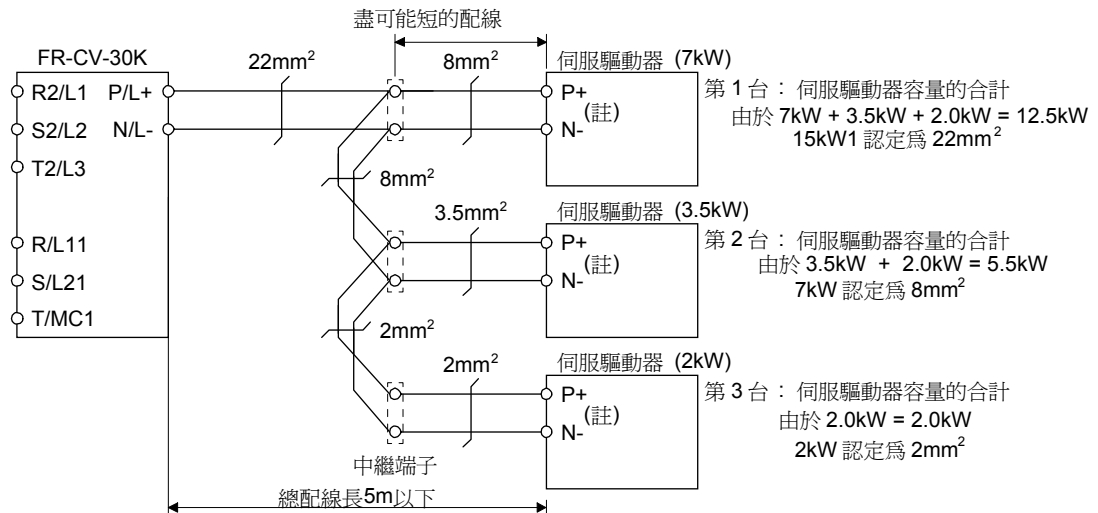 盡可能短的配線
FR-CV-30K
22mm²
8mm²
伺服驅動器 (7kW)
R2/L1 P/L+
P+
第 1 台： 伺服驅動器容量的合計
(註)
由於 7kW + 3.5kW + 2.0kW = 12.5kW
S2/L2 N/L-
N-
15kW1 認定爲 22mm²
T2/L3
8mm²
3.5mm²
伺服驅動器 (3.5kW)
R/L11
P+
第 2 台： 伺服驅動器容量的合計
(註)
由於 3.5kW + 2.0kW = 5.5kW
S/L21
N-
7kW 認定爲 8mm²
T/MC1
2mm²
2mm²
伺服驅動器 (2kW)
P+
第 3 台： 伺服驅動器容量的合計
(註)
由於 2.0kW = 2.0kW
N-
2kW 認定爲 2mm²
中繼端子
總配線長5m以下